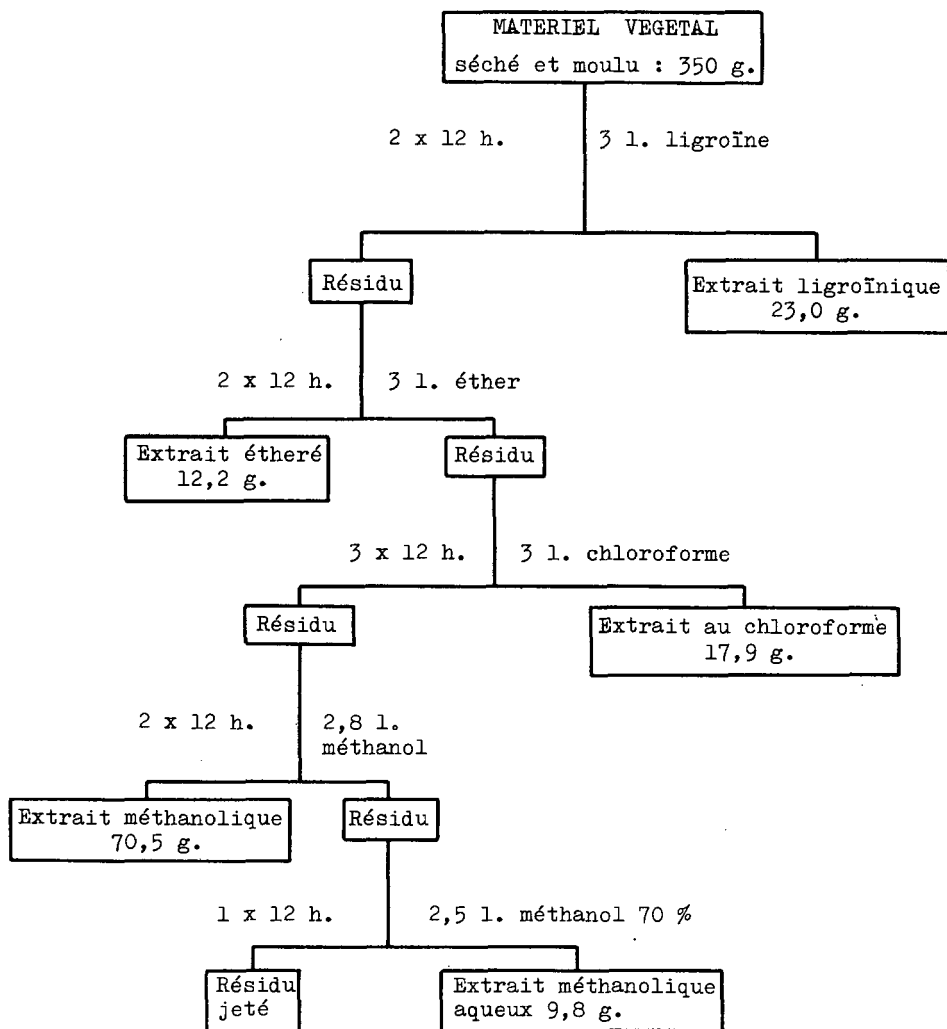 MATERIEL VEGETAL
séché et moulu : 350 g.
2 x 12 h.
3 l. ligroïne
Résidu
Extrait ligroïnique
23,0 g.
2 x 12 h.
3 l. éther
Extrait étheré
12,2 g.
Résidu
3 x 12 h.
3 l. chloroforme
Résidu
Extrait au chloroforme
17,9 g.
2 x 12 h.
2,8 l.
méthanol
Extrait méthanolique
70,5 g.
Résidu
1 x 12 h.
2,5 l. méthanol 70 %
Résidu
jeté
Extrait méthanolique
aqueux 9,8 g.